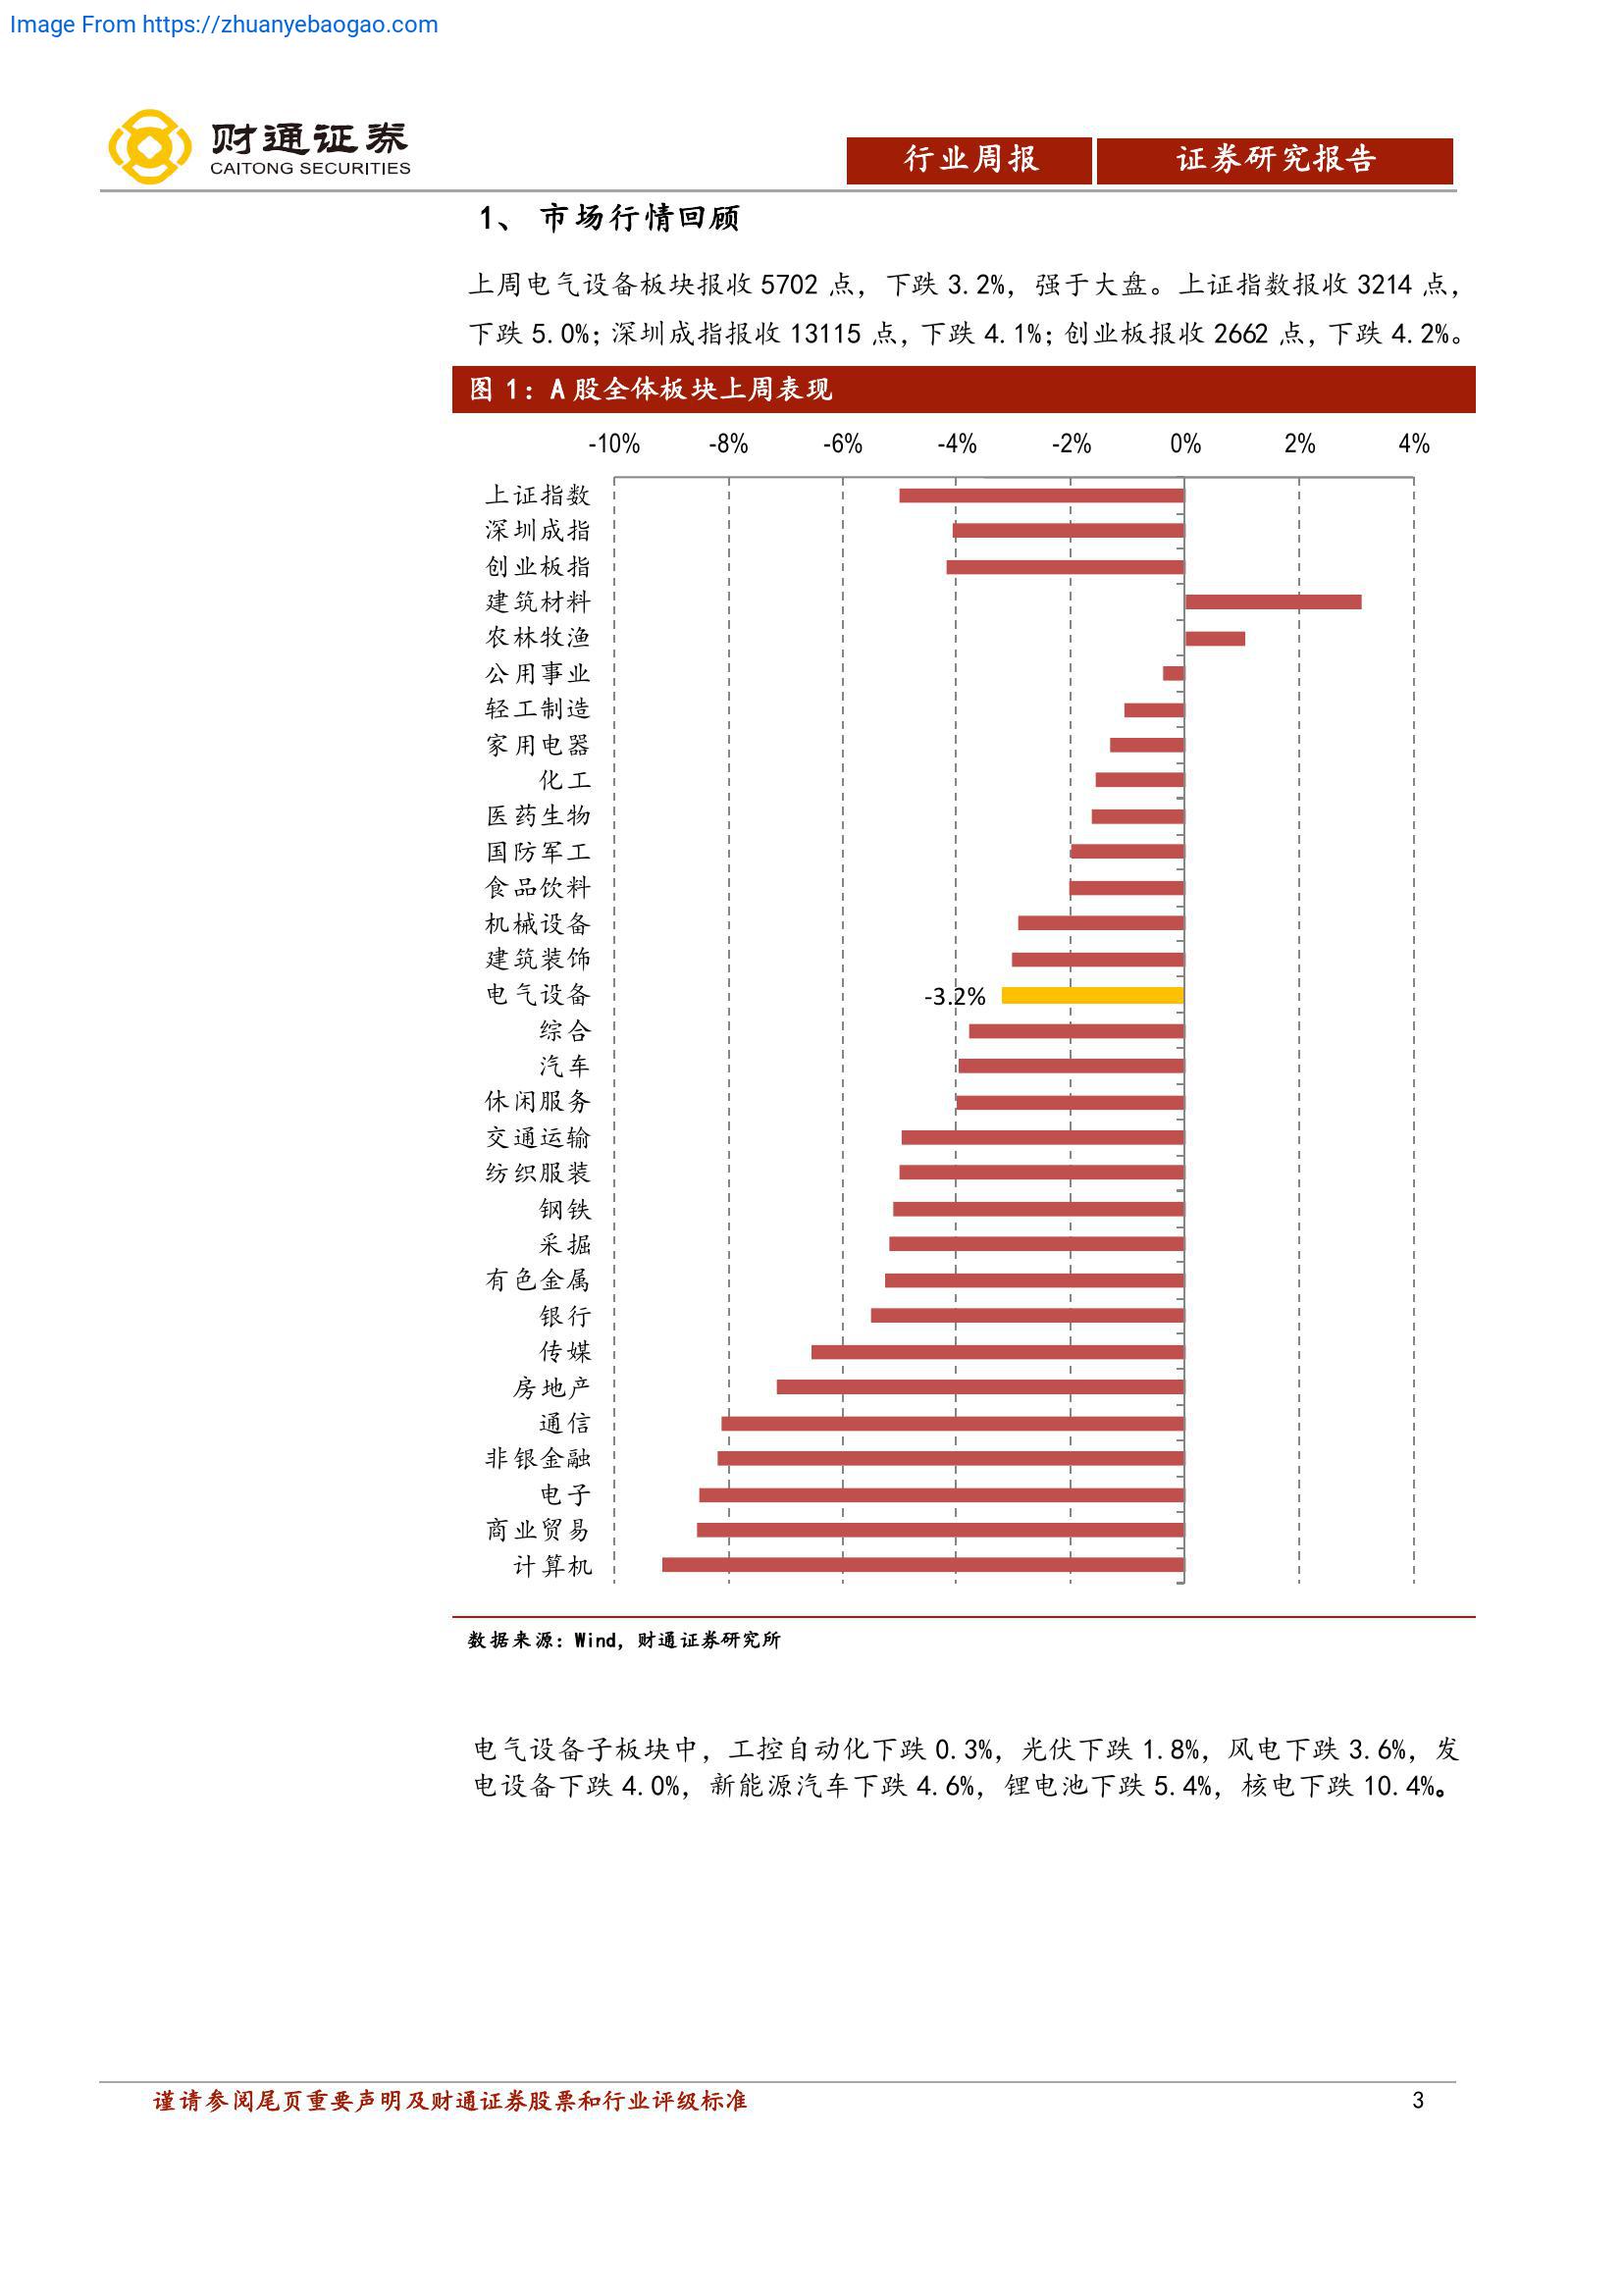 Image From https://zhuanyebaogao.com
财通证券
CAITONG SECURITIES
行业周报
证券研究报告
1、 市场行情回顾
上周电气设备板块报收 5702 点，下跌 3.2%，强于大盘。上证指数报收 3214 点，
下跌 5.0%；深圳成指报收 13115 点，下跌 4.1%；创业板报收 2662 点，下跌 4.2%。
图 1：A 股全体板块上周表现
-10% -8% -6% -4% -2% 0% 2% 4%
上证指数
深圳成指
创业板指
建筑材料
农林牧渔
公用事业
轻工制造
家用电器
化工
医药生物
国防军工
食品饮料
机械设备
建筑装饰
电气设备 -3.2%
综合
汽车
休闲服务
交通运输
纺织服装
钢铁
采掘
有色金属
银行
传媒
房地产
通信
非银金融
电子
商业贸易
计算机
数据来源：Wind，财通证券研究所
电气设备子板块中，工控自动化下跌 0.3%，光伏下跌 1.8%，风电下跌 3.6%，发
电设备下跌 4.0%，新能源汽车下跌 4.6%，锂电池下跌 5.4%，核电下跌 10.4%。
谨请参阅尾页重要声明及财通证券股票和行业评级标准
3